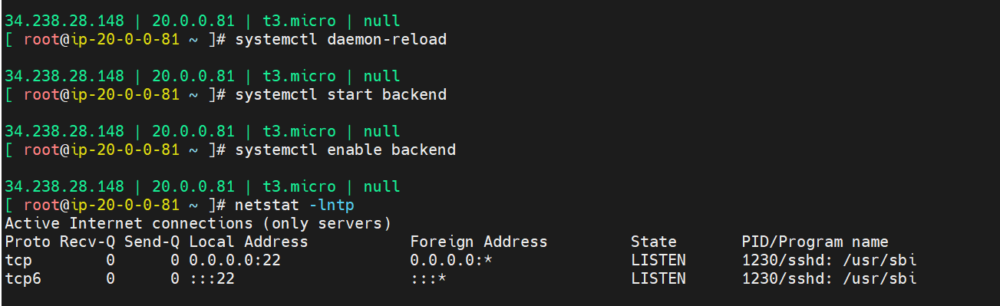 34.238.28.148 | 20.0.0.81 | t3.micro | null
[ root@ip-20-0-0-81 ~ ]# systemctl daemon-reload
34.238.28.148 | 20.0.0.81 | t3.micro | null
[ root@ip-20-0-0-81 ~ ]# systemctl start backend
34.238.28.148 | 20.0.0.81 | t3.micro | null
[ root@ip-20-0-0-81 ~ ]# systemctl enable backend
34.238.28.148 | 20.0.0.81 | t3.micro | null
[ root@ip-20-0-0-81 ~ ]# netstat -lntp
Active Internet connections (only servers)
Proto Recv-Q Send-Q Local Address           Foreign Address         State       PID/Program name
tcp        0      0 0.0.0.0:22              0.0.0.0:*               LISTEN      1230/sshd: /usr/sbi
tcp6       0      0 :::22                   :::*                    LISTEN      1230/sshd: /usr/sbi